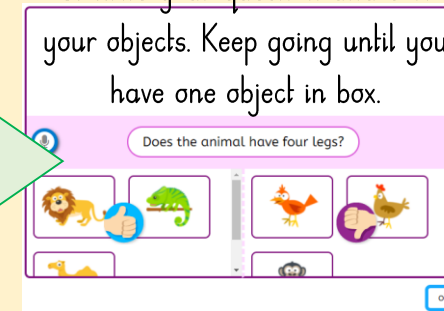 your objects. Keep going until you
have one object in box.
Does the animal have four legs?